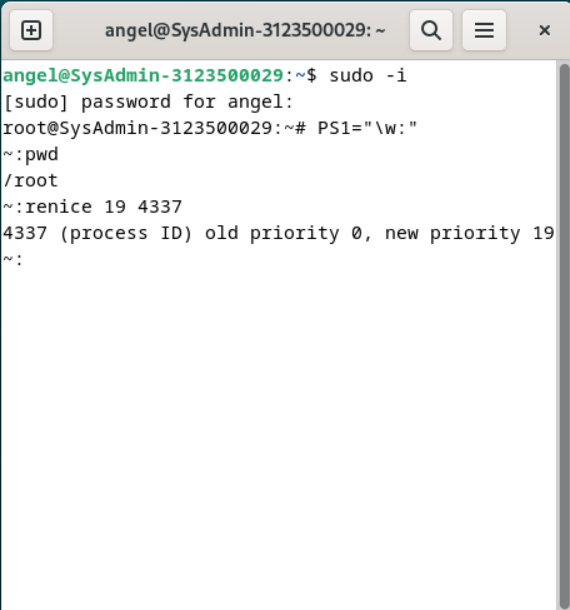 angel@SysAdmin-3123500029: ~
angel@SysAdmin-3123500029:~$ sudo -i
[sudo] password for angel:
root@SysAdmin-3123500029:~# PS1="\w:"
~:pwd
/root
~:renice 19 4337
4337 (process ID) old priority 0, new priority 19
~: